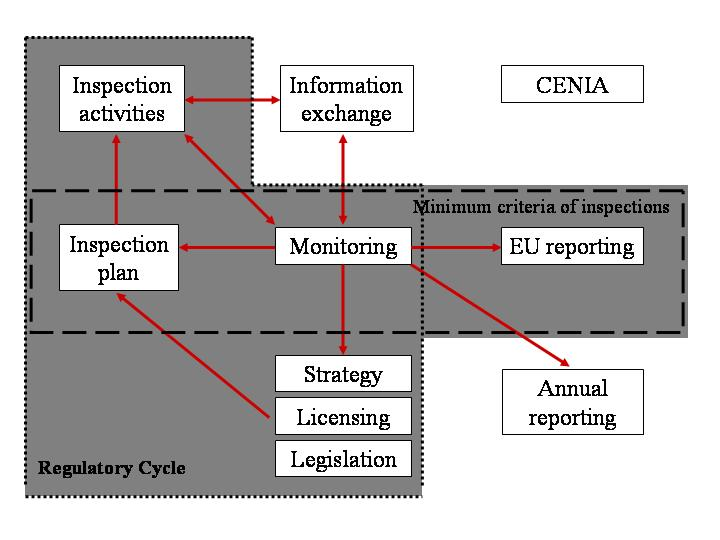 Inspection
activities
Information
exchange
CENIA
Minimum criteria of inspections
Inspection
plan
Monitoring
EU reporting
Strategy
Licensing
Legislation
Annual
reporting
Regulatory Cycle